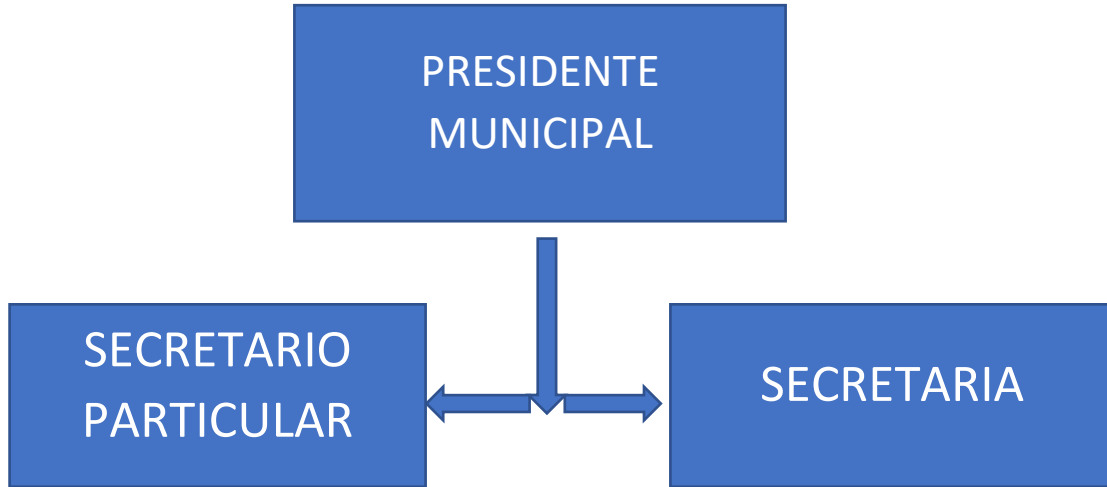 PRESIDENTE
MUNICIPAL
SECRETARIO
PARTICULAR
SECRETARIA